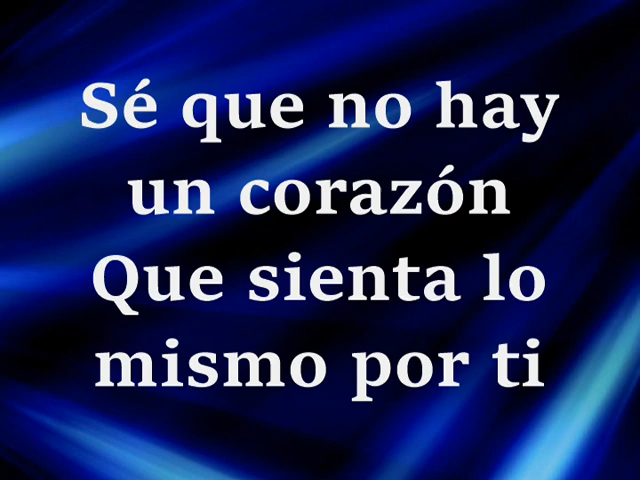 Sé que no hay
un corazón
Que sienta lo
mismo por ti